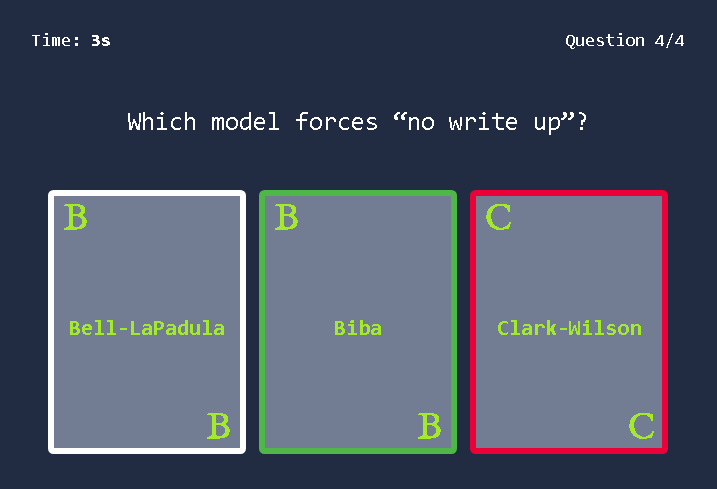 Time: 3s
Question 4/4
Which model forces “no write up”?
B
Bell-LaPadula
B
B
Biba
B
C
Clark-Wilson
C